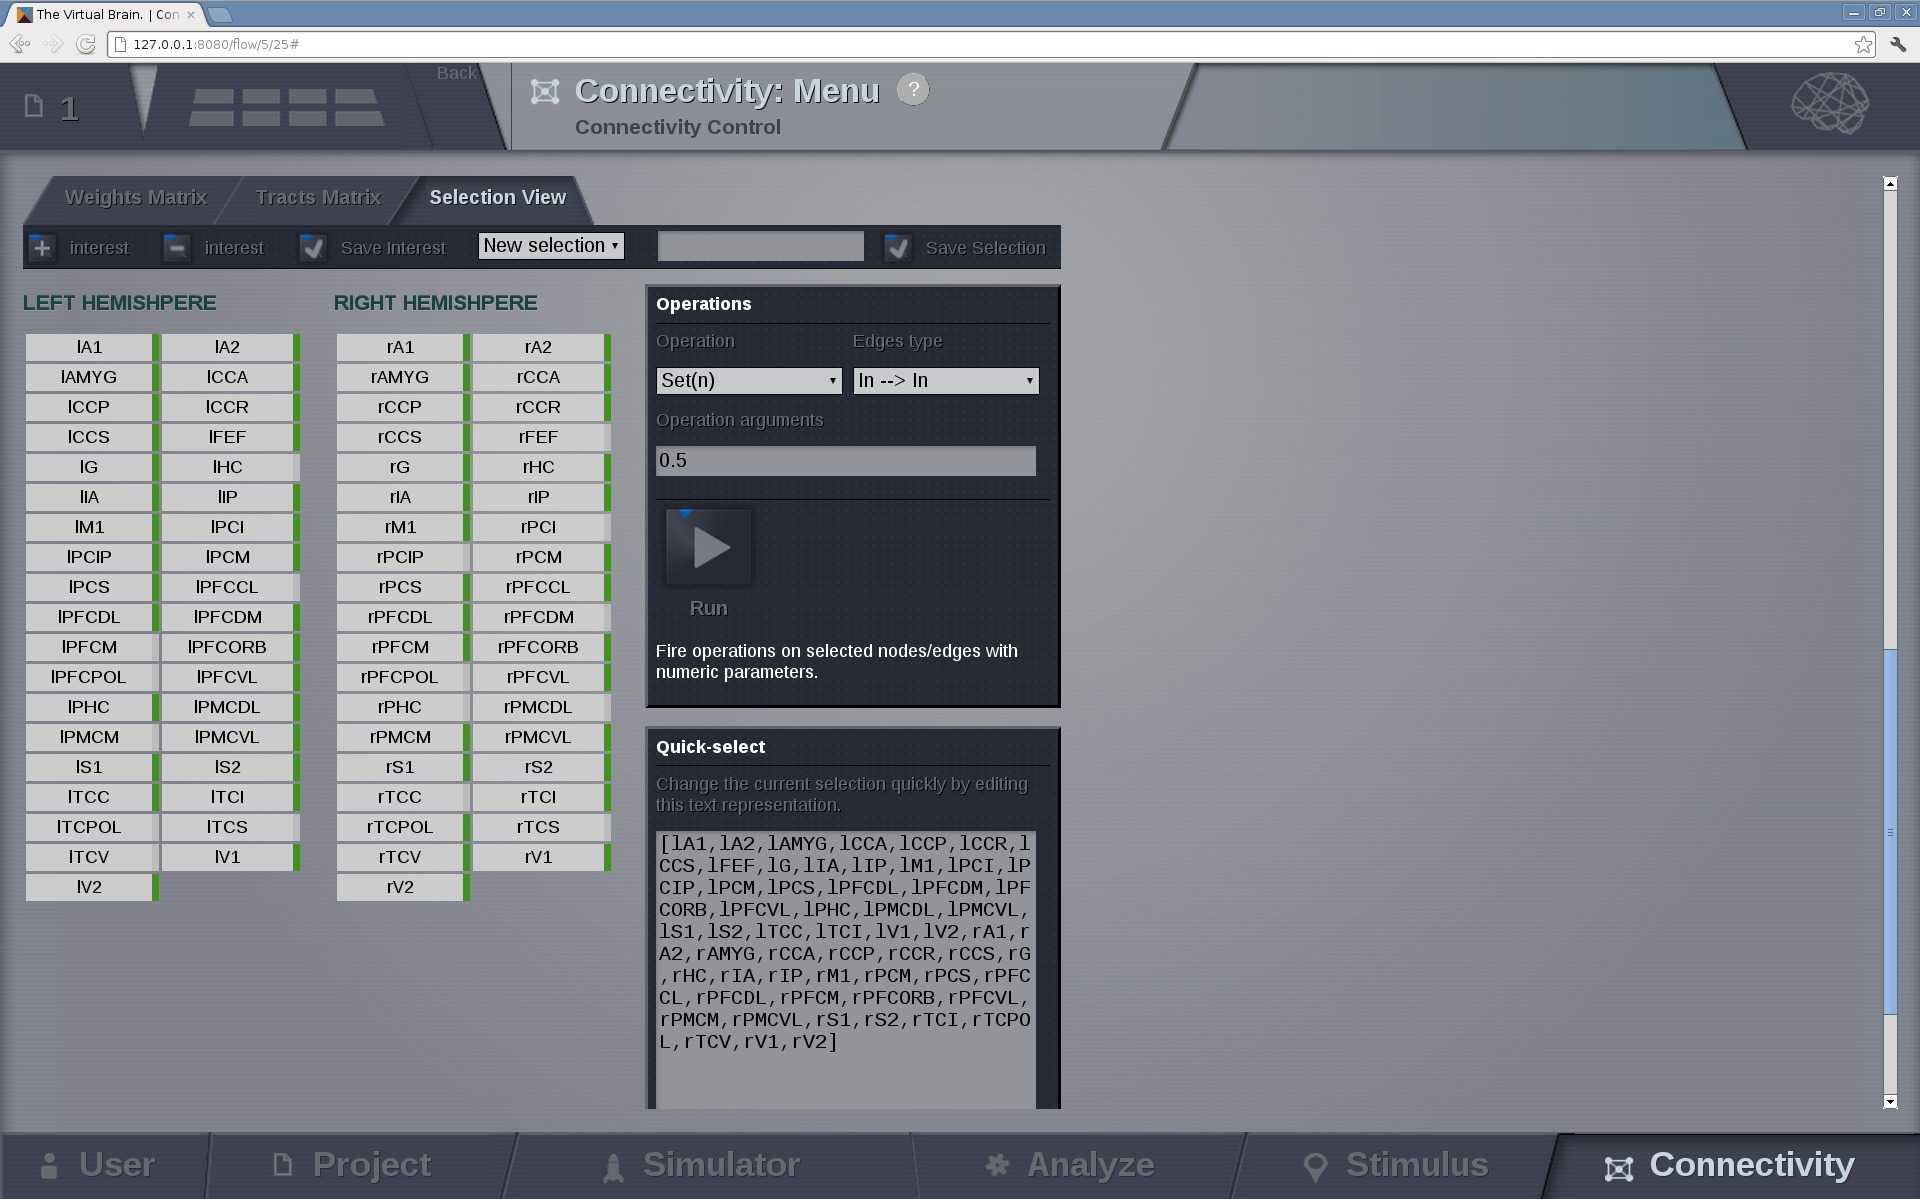 The Virtual Brain. | Con
127.0.0.1:8080/flow/5/25#
1
Back
Connectivity: Menu ?
Connectivity Control
Weights Matrix Tracts Matrix Selection View
interest interest Save Interest New selection Save Selection
LEFT HEMISHPERE RIGHT HEMISHPERE
lA1 lA2 rA1 rA2
lAMYG lCCA rAMYG rCCA
lCCP lCCR rCCP rCCR
lCCS lFEF rCCS rFEF
lG lHC rG rHC
lIA lIP rIA rIP
lM1 lPCI rM1 rPCI
lPCIP lPCM rPCIP rPCM
lPCS lPFCCL rPCS rPFCCL
lPFCDL lPFCDM rPFCDL rPFCDM
lPFCM lPFCORB rPFCM rPFCORB
lPFCPOL lPFCVL rPFCPOL rPFCVL
lPHC lPMCDL rPHC rPMCDL
lPMCM lPMCVL rPMCM rPMCVL
lS1 lS2 rS1 rS2
lTCC lTCI rTCC rTCI
lTCPOL lTCS rTCPOL rTCS
lTCV lV1 rTCV rV1
lV2 rV2
Operations
Operation Edges type
Set(n) In --> In
Operation arguments
0.5
Run
Fire operations on selected nodes/edges with
numeric parameters.
Quick-select
Change the current selection quickly by editing
this text representation.
[lA1,lA2,lAMYG,lCCA,lCCP,lCCR,l
CCS,lFEF,lG,lIA,lIP,lM1,lPCI,lP
CIP,lPCM,lPCS,lPFCDL,lPFCDM,lPF
CORB,lPFCVL,lPHC,lPMCDL,lPMCVL,
lS1,lS2,lTCC,lTCI,lV1,lV2,rA1,r
A2,rAMYG,rCCA,rCCP,rCCR,rCCS,rG
,rHC,rIA,rIP,rM1,rPCM,rPCS,rPFC
CL,rPFCDL,rPFCM,rPFCORB,rPFCVL,
rPMCM,rPMCVL,rS1,rS2,rTCI,rTCPO
L,rTCV,rV1,rV2]
User Project Simulator Analyze Stimulus Connectivity